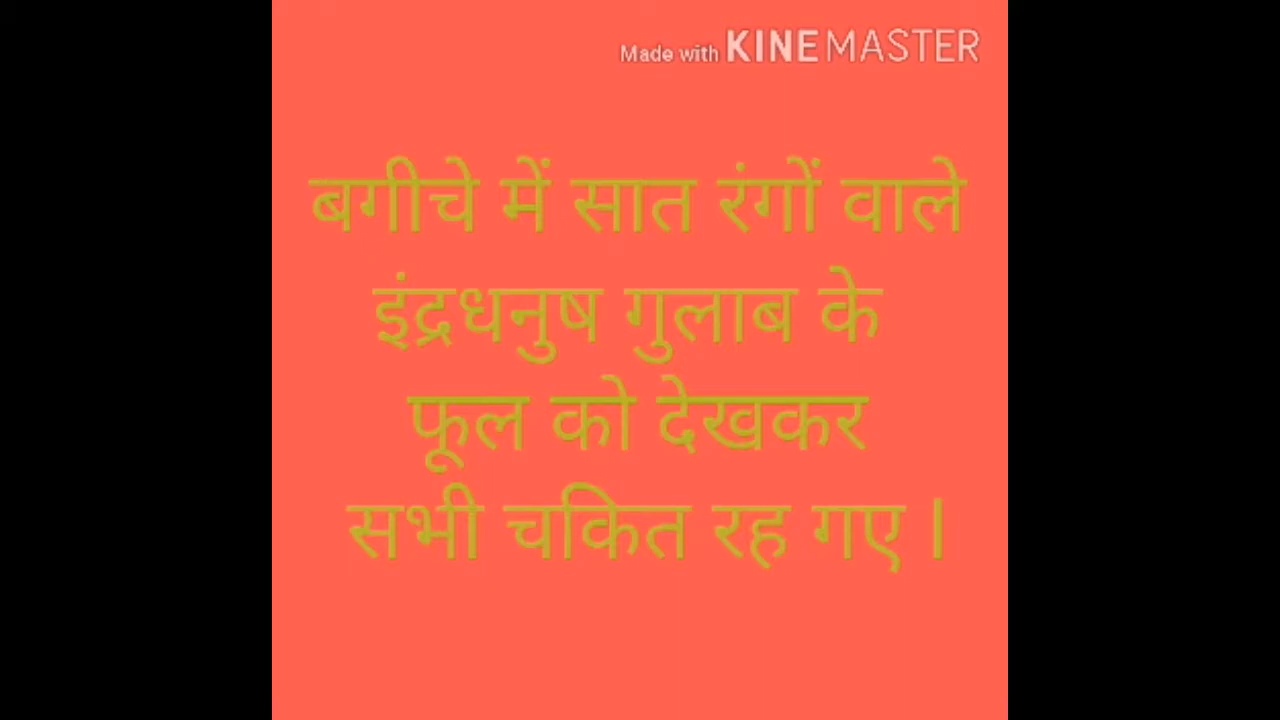 Made with KINEMASTER
बगीचे में सात रंगों वाले
इंद्रधनुष गुलाब के
फूल को देखकर
सभी चकित रह गए ।